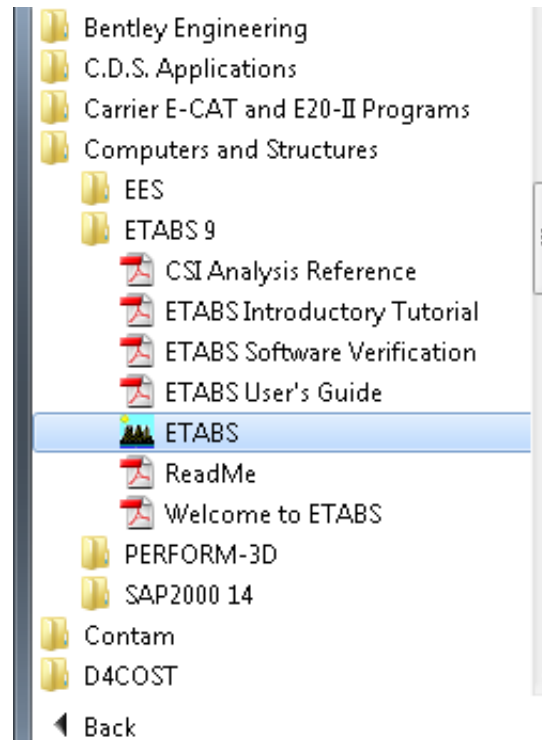 Bentley Engineering
C.D.S. Applications
Carrier E-CAT and E20-II Programs
Computers and Structures
EES
ETABS 9
CSI Analysis Reference
ETABS Introductory Tutorial
ETABS Software Verification
ETABS User's Guide
ETABS
ReadMe
Welcome to ETABS
PERFORM-3D
SAP2000 14
Contam
D4COST
Back